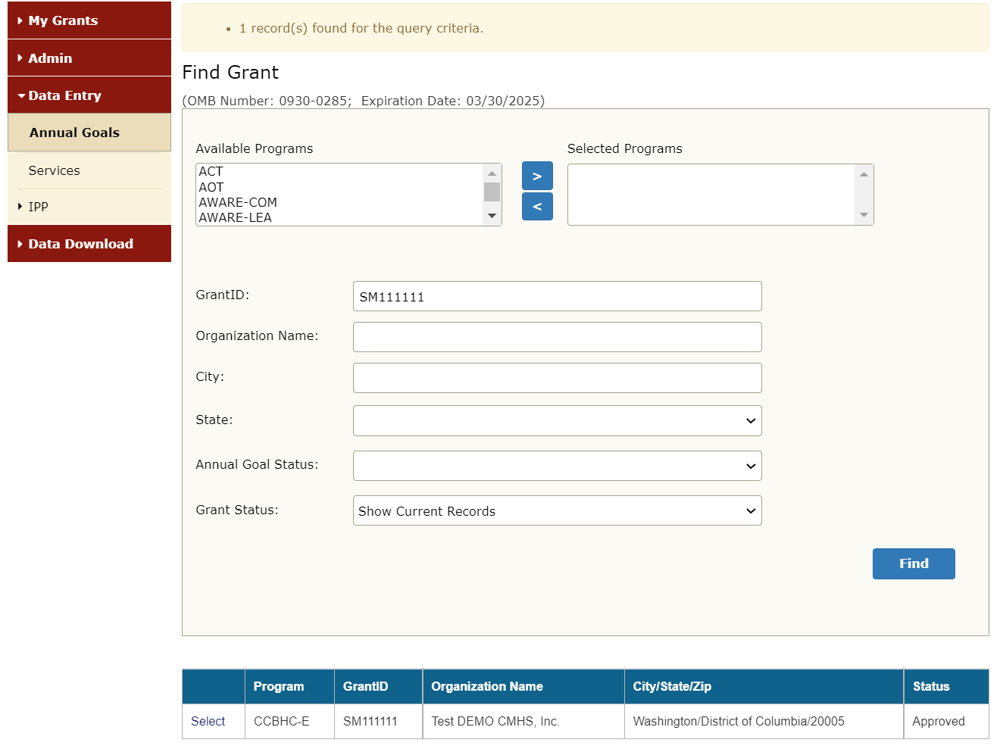 My Grants
Admin
Data Entry
Annual Goals
Services
IPP
Data Download
1 record(s) found for the query criteria.
Find Grant
(OMB Number: 0930-0285; Expiration Date: 03/30/2025)
Available Programs
Selected Programs
ACT
AOT
AWARE-COM
AWARE-LEA
>
<
GrantID: SM111111
Organization Name:
City:
State:
Annual Goal Status:
Grant Status: Show Current Records
Find
Program GrantID Organization Name City/State/Zip Status
Select CCBHC-E SM111111 Test DEMO CMHS, Inc. Washington/District of Columbia/20005 Approved